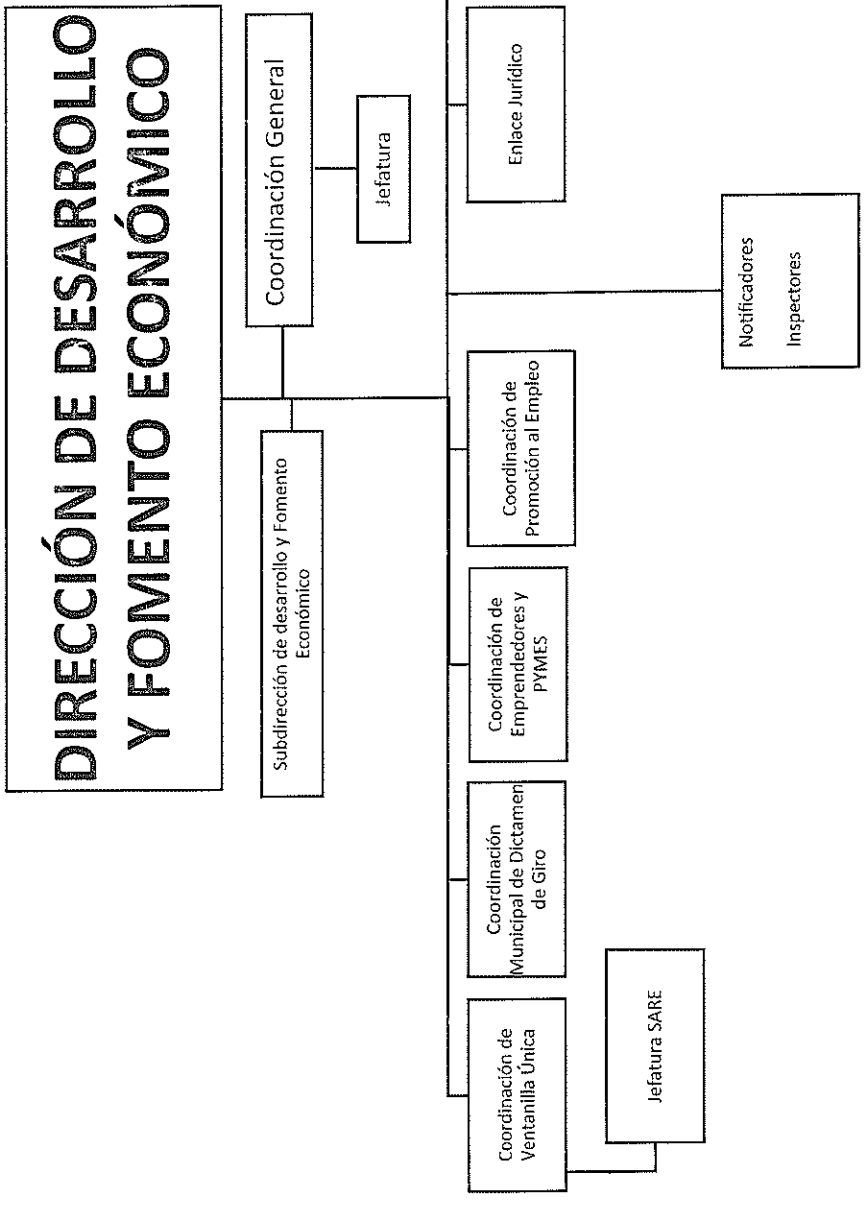 DIRECCIÓN DE DESARROLLO
Y FOMENTO ECONÓMICO
Subdirección de desarrollo y Fomento
Económico
Coordinación General
Jefatura
Coordinación de
Ventanilla Única
Coordinación
Municipal de Dictamen
de Giro
Coordinación de
Emprendedores y
PYMES
Coordinación de
Promoción al Empleo
Enlace Jurídico
Jefatura SARE
Notificadores
Inspectores